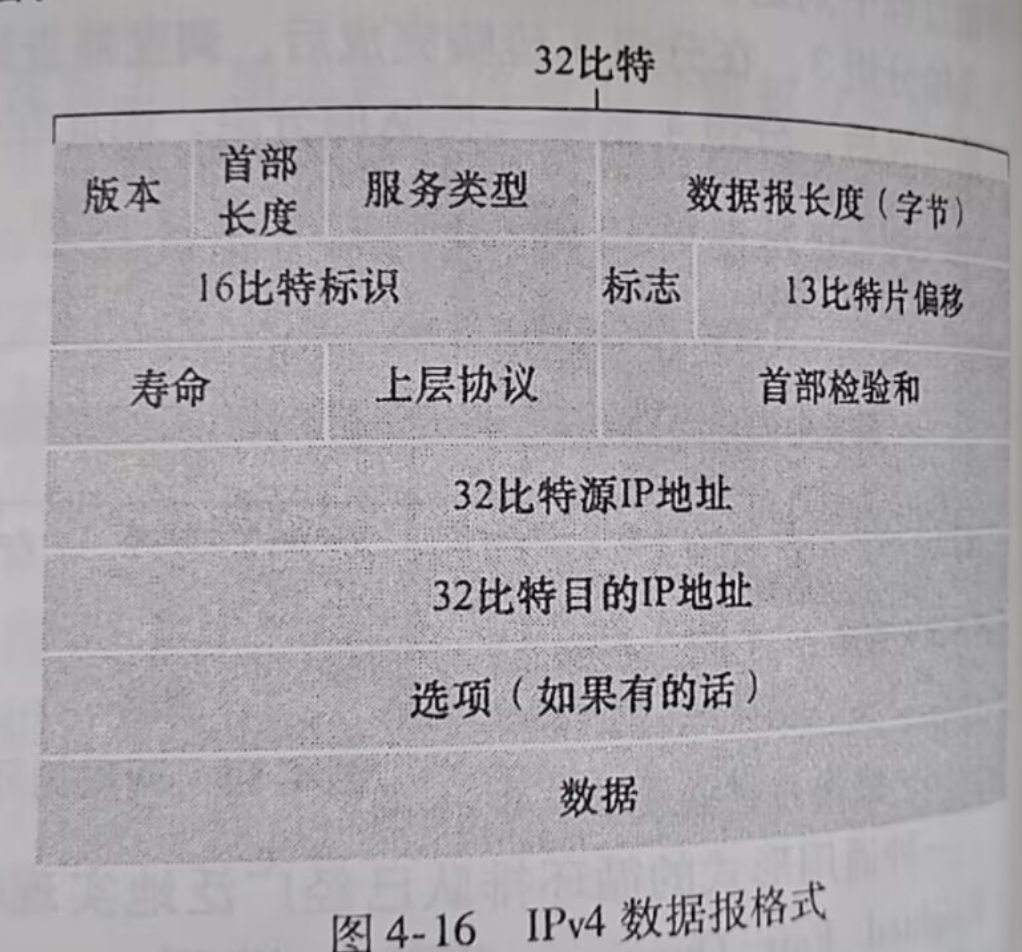 32比特
版本 首部长度 服务类型 数据报长度（字节）
16比特标识 标志 13比特片偏移
寿命 上层协议 首部检验和
32比特源IP地址
32比特目的IP地址
选项（如果有的话）
数据
图4-16 IPv4数据报格式